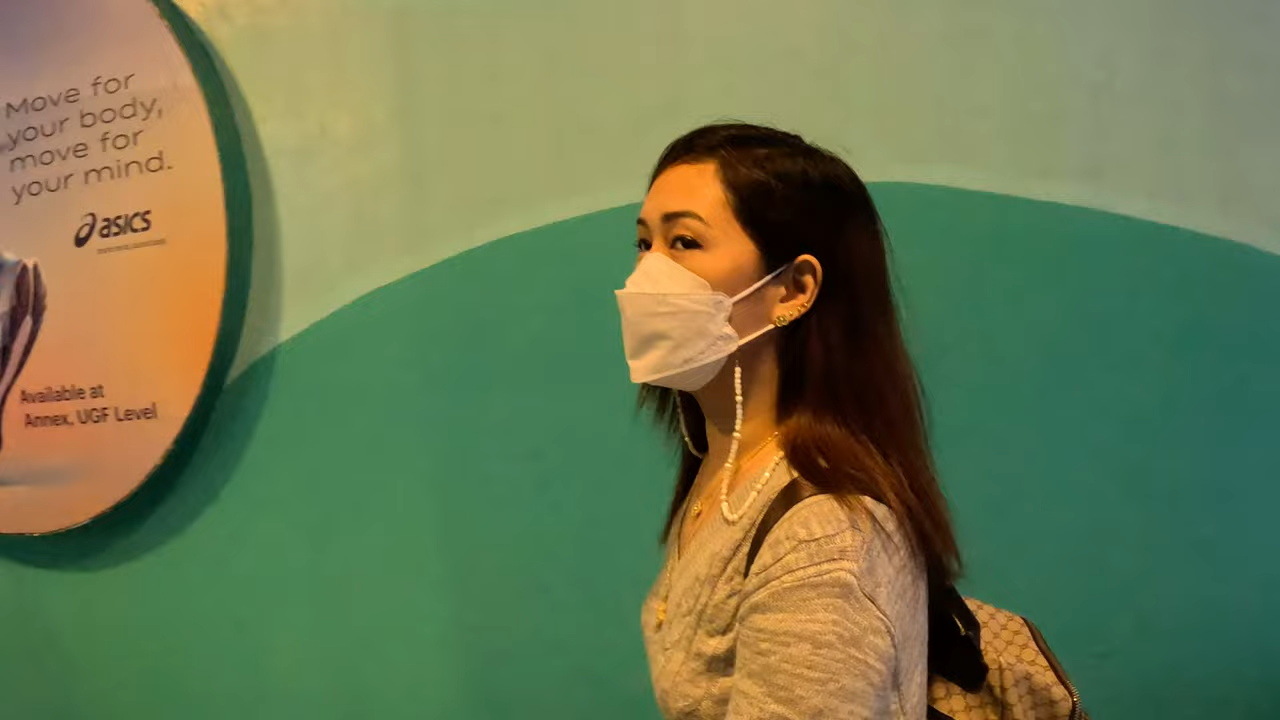 Move for
your body,
move for
your mind.
asics
Available at
Annex, UGF Level